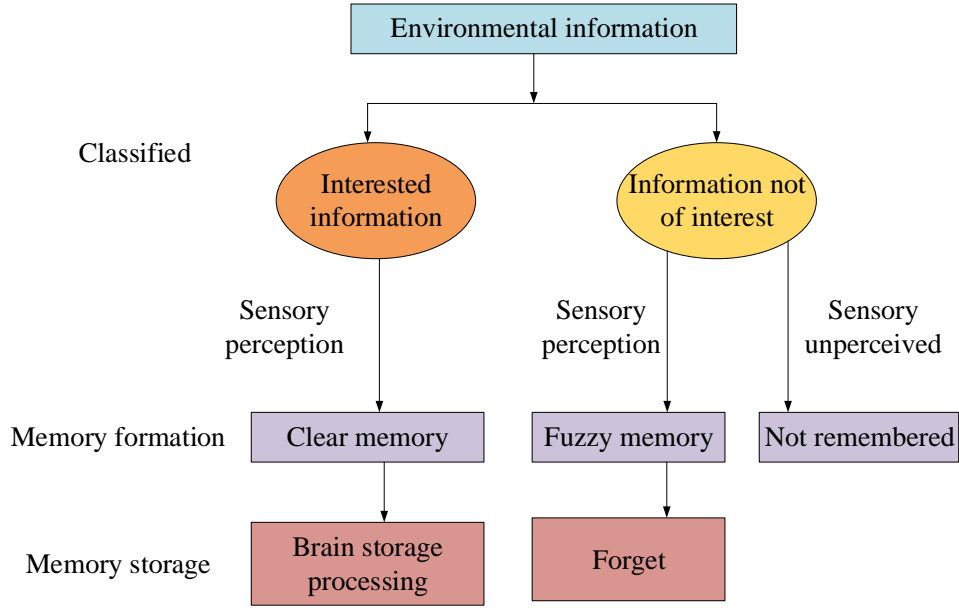 Environmental information
Classified
Interested
information
Information not
of interest
Sensory
perception
Sensory
perception
Sensory
unperceived
Memory formation
Clear memory
Fuzzy memory
Not remembered
Memory storage
Brain storage
processing
Forget